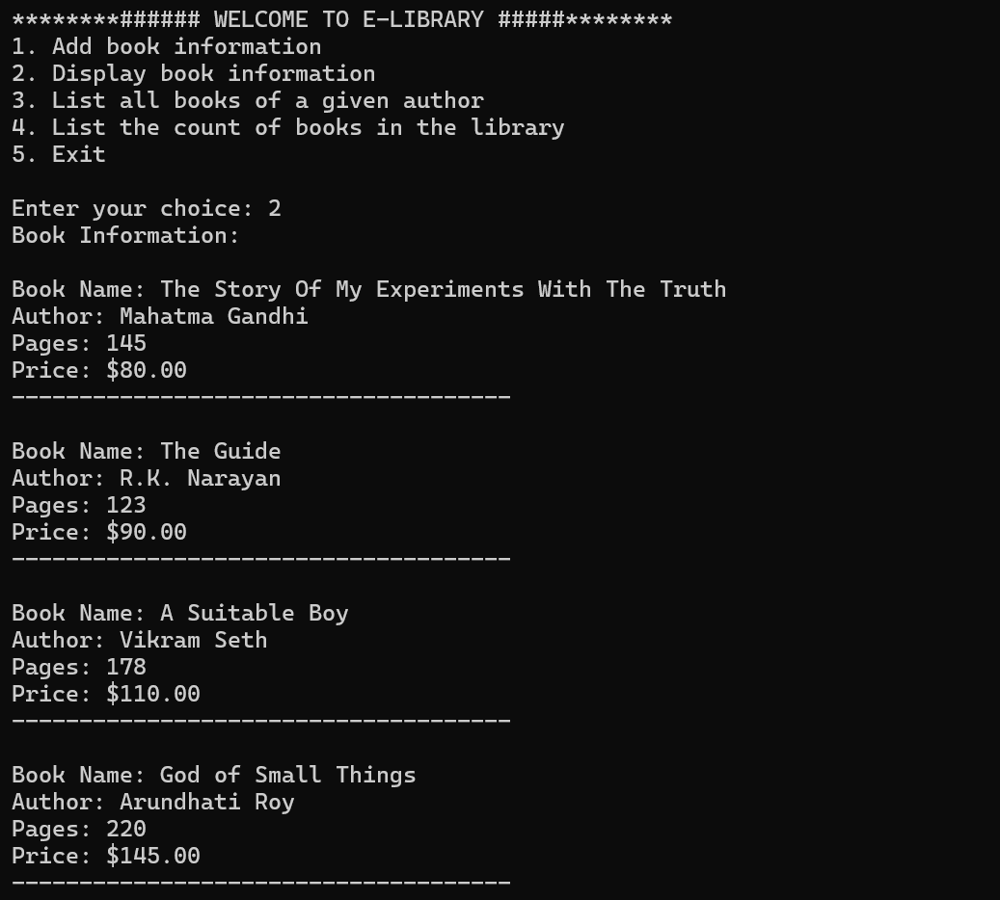 ********###### WELCOME TO E-LIBRARY #####********
1. Add book information
2. Display book information
3. List all books of a given author
4. List the count of books in the library
5. Exit
Enter your choice: 2
Book Information:
Book Name: The Story Of My Experiments With The Truth
Author: Mahatma Gandhi
Pages: 145
Price: $80.00
-------------------------------------
Book Name: The Guide
Author: R.K. Narayan
Pages: 123
Price: $90.00
-------------------------------------
Book Name: A Suitable Boy
Author: Vikram Seth
Pages: 178
Price: $110.00
-------------------------------------
Book Name: God of Small Things
Author: Arundhati Roy
Pages: 220
Price: $145.00
-------------------------------------